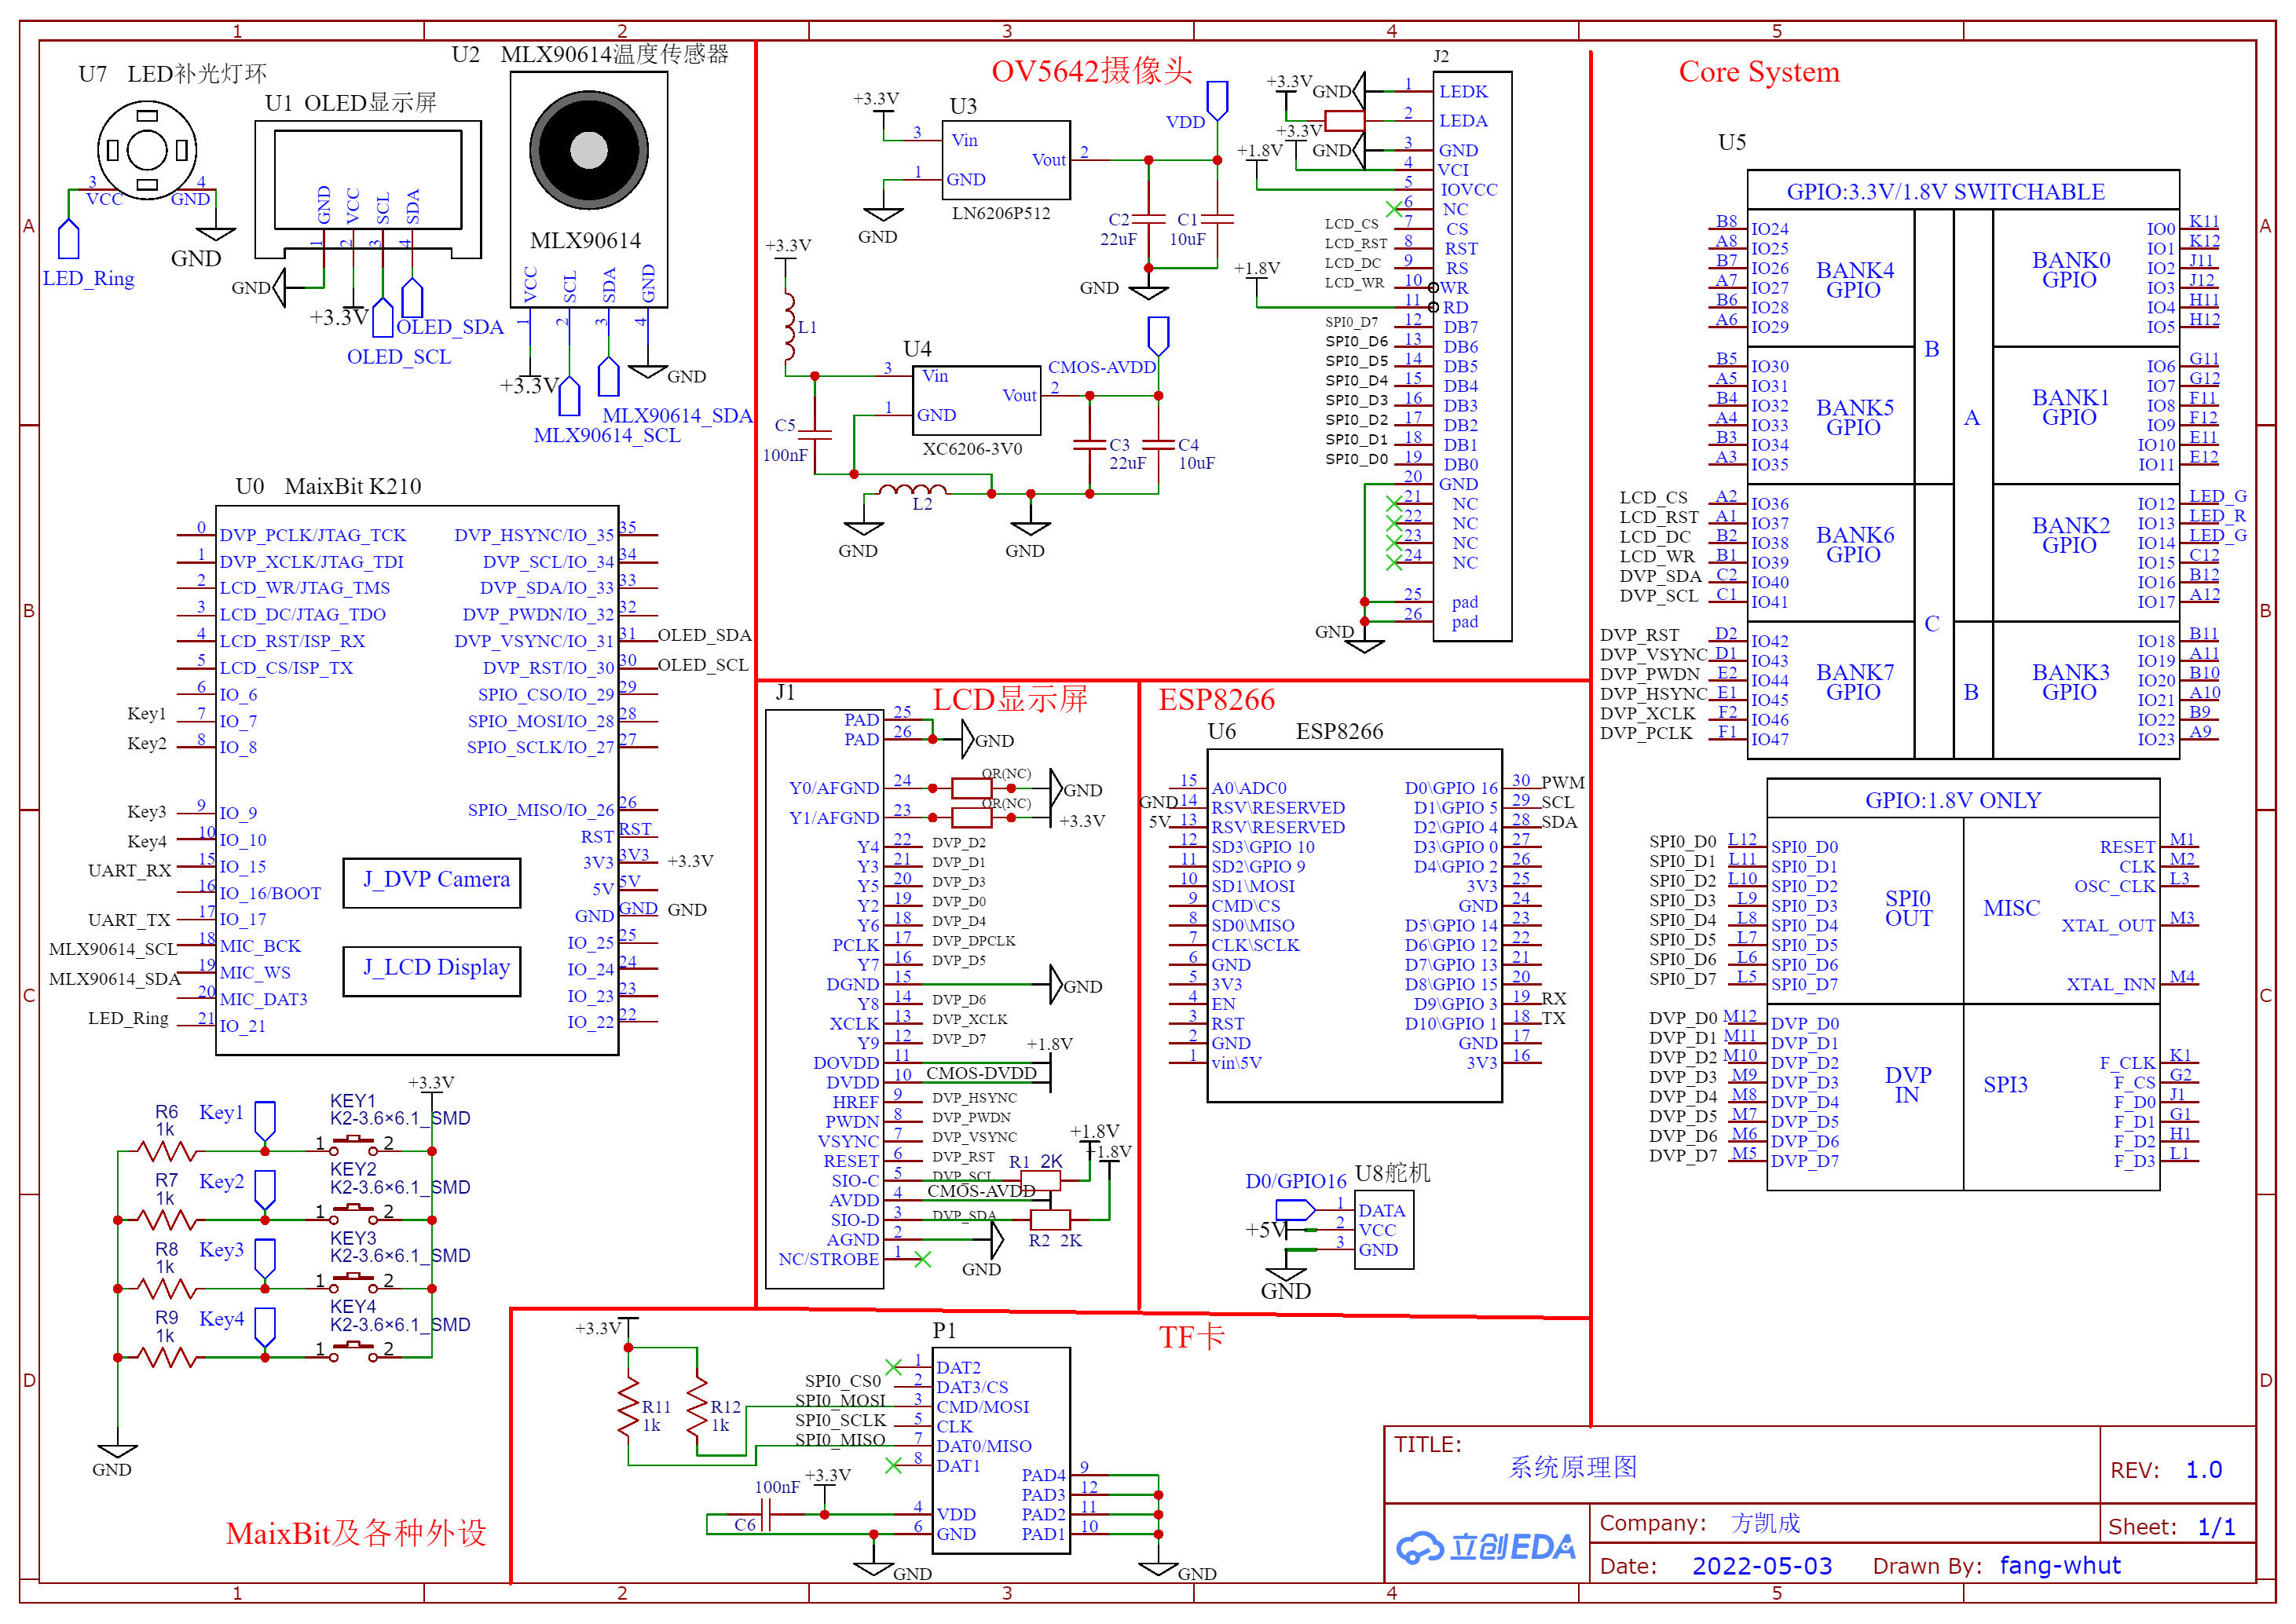 1
2
3
4
5
A
B
C
D
U7 LED补光灯环
3
VCC
4
GND
LED_Ring
GND
U1 OLED显示屏
GND
VCC
SCL
SDA
1
2
3
4
GND
+3.3V
OLED_SDA
OLED_SCL
U2 MLX90614温度传感器
MLX90614
VCC
SCL
SDA
GND
1
2
3
4
+3.3V
GND
MLX90614_SDA
MLX90614_SCL
U0 MaixBit K210
0 DVP_PCLK/JTAG_TCK
1 DVP_XCLK/JTAG_TDI
2 LCD_WR/JTAG_TMS
3 LCD_DC/JTAG_TDO
4 LCD_RST/ISP_RX
5 LCD_CS/ISP_TX
6 IO_6
Key1 7 IO_7
Key2 8 IO_8
Key3 9 IO_9
Key4 10 IO_10
UART_RX 15 IO_15
16 IO_16/BOOT
UART_TX 17 IO_17
MLX90614_SCL 18 MIC_BCK
MLX90614_SDA 19 MIC_WS
20 MIC_DAT3
LED_Ring 21 IO_21
DVP_HSYNC/IO_35 35
DVP_SCL/IO_34 34
DVP_SDA/IO_33 33
DVP_PWDN/IO_32 32
DVP_VSYNC/IO_31 31 OLED_SDA
DVP_RST/IO_30 30 OLED_SCL
SPIO_CSO/IO_29 29
SPIO_MOSI/IO_28 28
SPIO_SCLK/IO_27 27
SPIO_MISO/IO_26 26
RST RST
3V3 3V3 +3.3V
5V 5V
GND GND GND
IO_25 25
IO_24 24
IO_23 23
IO_22 22
J_DVP Camera
J_LCD Display
+3.3V
R6
1k
Key1
KEY1
K2-3.6×6.1_SMD
1 2
R7
1k
Key2
KEY2
K2-3.6×6.1_SMD
1 2
R8
1k
Key3
KEY3
K2-3.6×6.1_SMD
1 2
R9
1k
Key4
KEY4
K2-3.6×6.1_SMD
1 2
GND
MaixBit及各种外设
OV5642摄像头
+3.3V
U3
3 Vin
Vout 2
1 GND
LN6206P512
GND
VDD
C2
22uF
C1
10uF
GND
+3.3V
L1
U4
3 Vin
Vout 2
1 GND
XC6206-3V0
CMOS-AVDD
C5
100nF
C3
22uF
C4
10uF
L2
GND
GND
J2
+3.3V
GND
+3.3V
GND
+1.8V
+1.8V
1 LEDK
2 LEDA
3 GND
4 VCI
5 IOVCC
6 NC
LCD_CS 7 CS
LCD_RST 8 RST
LCD_DC 9 RS
LCD_WR 10 WR
11 RD
SPI0_D7 12 DB7
SPI0_D6 13 DB6
SPI0_D5 14 DB5
SPI0_D4 15 DB4
SPI0_D3 16 DB3
SPI0_D2 17 DB2
SPI0_D1 18 DB1
SPI0_D0 19 DB0
20 GND
21 NC
22 NC
23 NC
24 NC
25 pad
26 pad
GND
LCD显示屏
J1
PAD 25
PAD 26 GND
Y0/AFGND 24 OR(NC) GND
Y1/AFGND 23 OR(NC) +3.3V
Y4 22 DVP_D2
Y3 21 DVP_D1
Y5 20 DVP_D3
Y2 19 DVP_D0
Y6 18 DVP_D4
PCLK 17 DVP_DPCLK
Y7 16 DVP_D5
DGND 15 GND
Y8 14 DVP_D6
XCLK 13 DVP_XCLK
Y9 12 DVP_D7
DOVDD 11 +1.8V
DVDD 10 CMOS-DVDD
HREF 9 DVP_HSYNC
PWDN 8 DVP_PWDN
VSYNC 7 DVP_VSYNC
RESET 6 DVP_RST
SIO-C 5 DVP_SCL R1 2K +1.8V
AVDD 4 CMOS-AVDD
SIO-D 3 DVP_SDA R2 2K +1.8V
AGND 2 GND
NC/STROBE 1
ESP8266
U6 ESP8266
15 A0\ADC0
GND 14 RSV\RESERVED
5V 13 RSV\RESERVED
12 SD3\GPIO 10
11 SD2\GPIO 9
10 SD1\MOSI
9 CMD\CS
8 SD0\MISO
7 CLK\SCLK
6 GND
5 3V3
4 EN
3 RST
2 GND
1 vin\5V
D0\GPIO 16 30 PWM
D1\GPIO 5 29 SCL
D2\GPIO 4 28 SDA
D3\GPIO 0 27
D4\GPIO 2 26
3V3 25
GND 24
D5\GPIO 14 23
D6\GPIO 12 22
D7\GPIO 13 21
D8\GPIO 15 20
D9\GPIO 3 19 RX
D10\GPIO 1 18 TX
GND 17
3V3 16
D0/GPIO16
U8舵机
1 DATA
+5V 2 VCC
3 GND
GND
TF卡
+3.3V
R11
1k
R12
1k
P1
1 DAT2
SPI0_CS0 2 DAT3/CS
SPI0_MOSI 3 CMD/MOSI
SPI0_SCLK 5 CLK
SPI0_MISO 7 DAT0/MISO
8 DAT1
4 VDD
6 GND
PAD4 9
PAD3 12
PAD2 11
PAD1 10
100nF
+3.3V
C6
GND
GND
Core System
U5
GPIO:3.3V/1.8V SWITCHABLE
B8 IO24
A8 IO25
B7 IO26
A7 IO27
B6 IO28
A6 IO29
BANK4
GPIO
B5 IO30
A5 IO31
B4 IO32
A4 IO33
B3 IO34
A3 IO35
BANK5
GPIO
LCD_CS A2 IO36
LCD_RST A1 IO37
LCD_DC B2 IO38
LCD_WR B1 IO39
DVP_SDA C2 IO40
DVP_SCL C1 IO41
BANK6
GPIO
DVP_RST D2 IO42
DVP_VSYNC D1 IO43
DVP_PWDN E2 IO44
DVP_HSYNC E1 IO45
DVP_XCLK F2 IO46
DVP_PCLK F1 IO47
BANK7
GPIO
B
A
C
B
BANK0
GPIO
IO0 K11
IO1 K12
IO2 J11
IO3 J12
IO4 H11
IO5 H12
BANK1
GPIO
IO6 G11
IO7 G12
IO8 F11
IO9 F12
IO10 E11
IO11 E12
BANK2
GPIO
IO12 LED_G
IO13 LED_R
IO14 LED_G
IO15 C12
IO16 B12
IO17 A12
BANK3
GPIO
IO18 B11
IO19 A11
IO20 B10
IO21 A10
IO22 B9
IO23 A9
GPIO:1.8V ONLY
SPI0_D0 L12 SPI0_D0
SPI0_D1 L11 SPI0_D1
SPI0_D2 L10 SPI0_D2
SPI0_D3 L9 SPI0_D3
SPI0_D4 L8 SPI0_D4
SPI0_D5 L7 SPI0_D5
SPI0_D6 L6 SPI0_D6
SPI0_D7 L5 SPI0_D7
SPI0
OUT
MISC
RESET M1
CLK M2
OSC_CLK L3
XTAL_OUT M3
XTAL_INN M4
DVP_D0 M12 DVP_D0
DVP_D1 M11 DVP_D1
DVP_D2 M10 DVP_D2
DVP_D3 M9 DVP_D3
DVP_D4 M8 DVP_D4
DVP_D5 M7 DVP_D5
DVP_D6 M6 DVP_D6
DVP_D7 M5 DVP_D7
DVP
IN
SPI3
F_CLK K1
F_CS G2
F_D0 J1
F_D1 G1
F_D2 H1
F_D3 L1
TITLE:
系统原理图
REV: 1.0
立创EDA
Company: 方凯成
Sheet: 1/1
Date: 2022-05-03 Drawn By: fang-whut
A
B
C
D
1
2
3
4
5